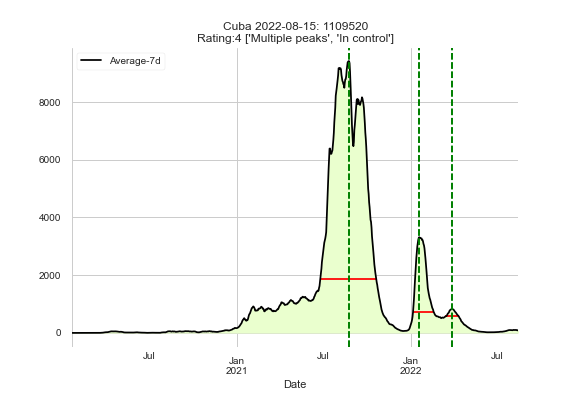 Cuba 2022-08-15: 1109520
Rating:4 ['Multiple peaks', 'In control']
Average-7d
8000
6000
4000
2000
0
Jul
Jan
2021
Jul
Jan
2022
Jul
Date